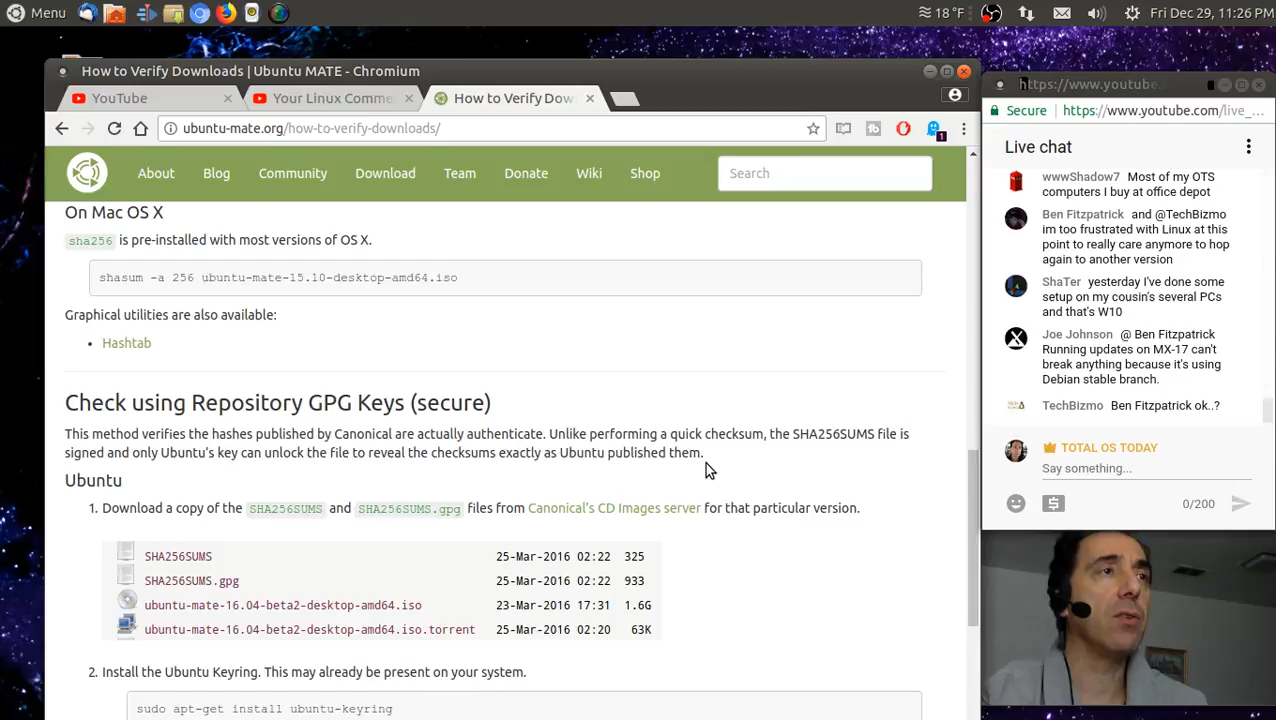 Menu
18 °F
Fri Dec 29, 11:26 PM
How to Verify Downloads | Ubuntu MATE - Chromium
YouTube
Your Linux Comme
How to Verify Dow
ubuntu-mate.org/how-to-verify-downloads/
1
About Blog Community Download Team Donate Wiki Shop
Search
On Mac OS X
sha256 is pre-installed with most versions of OS X.
shasum -a 256 ubuntu-mate-15.10-desktop-amd64.iso
Graphical utilities are also available:
• Hashtab
Check using Repository GPG Keys (secure)
This method verifies the hashes published by Canonical are actually authenticate. Unlike performing a quick checksum, the SHA256SUMS file is
signed and only Ubuntu's key can unlock the file to reveal the checksums exactly as Ubuntu published them.
Ubuntu
1. Download a copy of the SHA256SUMS and SHA256SUMS.gpg files from Canonical's CD Images server for that particular version.
SHA256SUMS 25-Mar-2016 02:22 325
SHA256SUMS.gpg 25-Mar-2016 02:22 933
ubuntu-mate-16.04-beta2-desktop-amd64.iso 23-Mar-2016 17:31 1.6G
ubuntu-mate-16.04-beta2-desktop-amd64.iso.torrent 25-Mar-2016 02:20 63K
2. Install the Ubuntu Keyring. This may already be present on your system.
sudo apt-get install ubuntu-keyring
https://www.youtube.
Secure https://www.youtube.com/live_...
Live chat
wwwShadow7 Most of my OTS
computers I buy at office depot
Ben Fitzpatrick and @TechBizmo
im too frustrated with Linux at this
point to really care anymore to hop
again to another version
ShaTer yesterday I've done some
setup on my cousin's several PCs
and that's W10
Joe Johnson @ Ben Fitzpatrick
Running updates on MX-17 can't
break anything because it's using
Debian stable branch.
TechBizmo Ben Fitzpatrick ok..?
TOTAL OS TODAY
Say something...
0/200